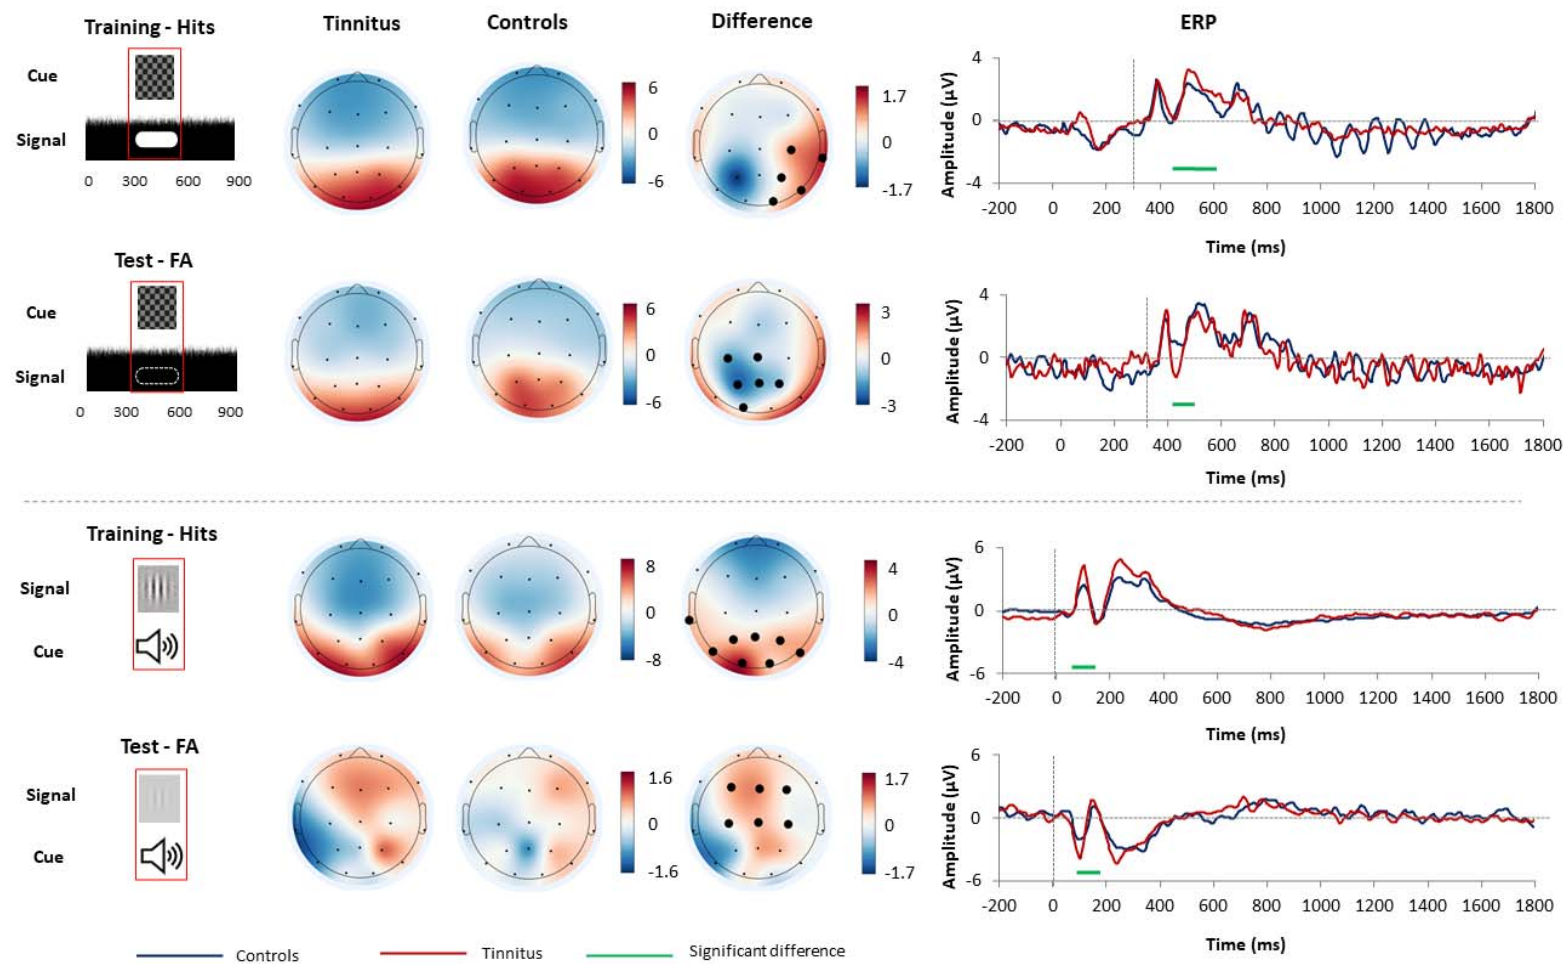 Training - Hits
Tinnitus
Controls
Difference
ERP
Cue
Signal
0 300 600 900
6
0
-6
1.7
0
-1.7
Amplitude (µV)
4
0
-4
-200 0 200 400 600 800 1000 1200 1400 1600 1800
Time (ms)
Test - FA
Cue
Signal
0 300 600 900
6
0
-6
3
0
-3
Amplitude (µV)
4
0
-4
-200 0 200 400 600 800 1000 1200 1400 1600 1800
Time (ms)
Training - Hits
Signal
Cue
8
0
-8
4
0
-4
Amplitude (µV)
6
0
-6
-200 0 200 400 600 800 1000 1200 1400 1600 1800
Time (ms)
Test - FA
Signal
Cue
1.6
0
-1.6
1.7
0
-1.7
Amplitude (µV)
6
0
-6
-200 0 200 400 600 800 1000 1200 1400 1600 1800
Time (ms)
Controls
Tinnitus
Significant difference